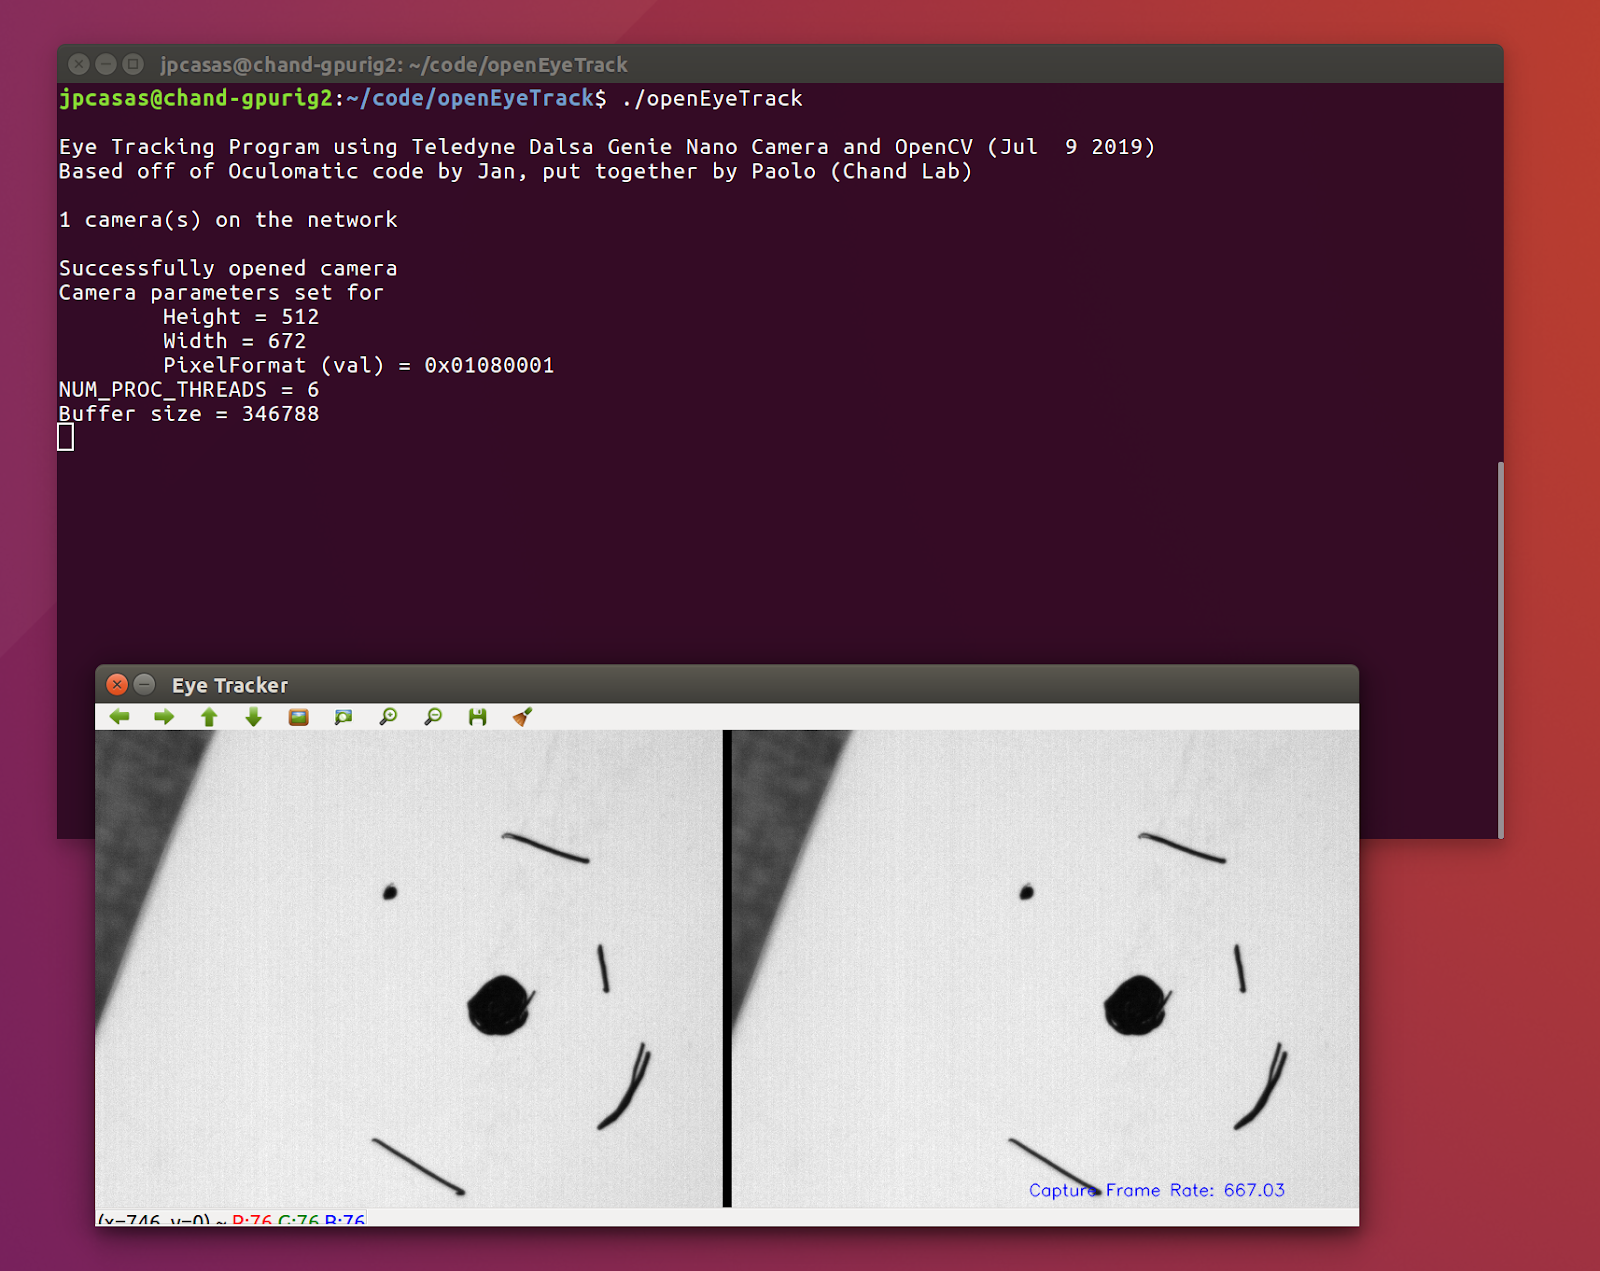 jpcasas@chand-gpurig2: ~/code/openEyeTrack
jpcasas@chand-gpurig2:~/code/openEyeTrack$ ./openEyeTrack
Eye Tracking Program using Teledyne Dalsa Genie Nano Camera and OpenCV (Jul  9 2019)
Based off of Oculomatic code by Jan, put together by Paolo (Chand Lab)
1 camera(s) on the network
Successfully opened camera
Camera parameters set for
Height = 512
Width = 672
PixelFormat (val) = 0x01080001
NUM_PROC_THREADS = 6
Buffer size = 346788
Eye Tracker
Capture Frame Rate: 667.03
(x=746, y=0) ~ R:76 G:76 B:76